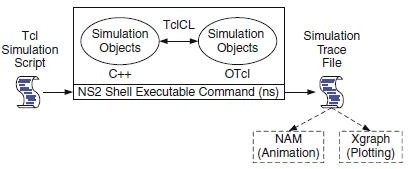 Tcl
Simulation
Script
TclCL
Simulation
Objects
Simulation
Objects
C++
OTcl
NS2 Shell Executable Command (ns)
Simulation
Trace
File
NAM
(Animation)
Xgraph
(Plotting)